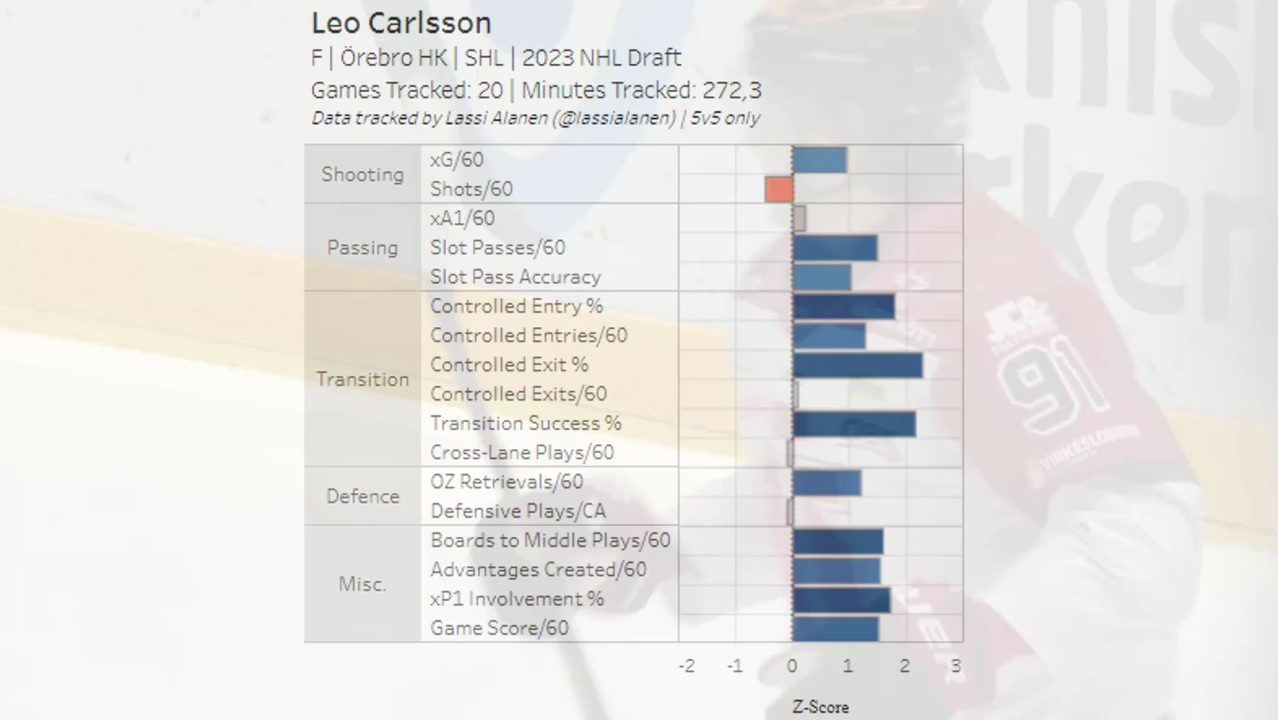 Leo Carlsson
F | Örebro HK | SHL | 2023 NHL Draft
Games Tracked: 20 | Minutes Tracked: 272,3
Data tracked by Lassi Alanen (@lassialanen) | 5v5 only
Shooting
xG/60
Shots/60
Passing
xA1/60
Slot Passes/60
Slot Pass Accuracy
Transition
Controlled Entry %
Controlled Entries/60
Controlled Exit %
Controlled Exits/60
Transition Success %
Cross-Lane Plays/60
Defence
OZ Retrievals/60
Defensive Plays/CA
Misc.
Boards to Middle Plays/60
Advantages Created/60
xP1 Involvement %
Game Score/60
-2 -1 0 1 2 3
Z-Score
91